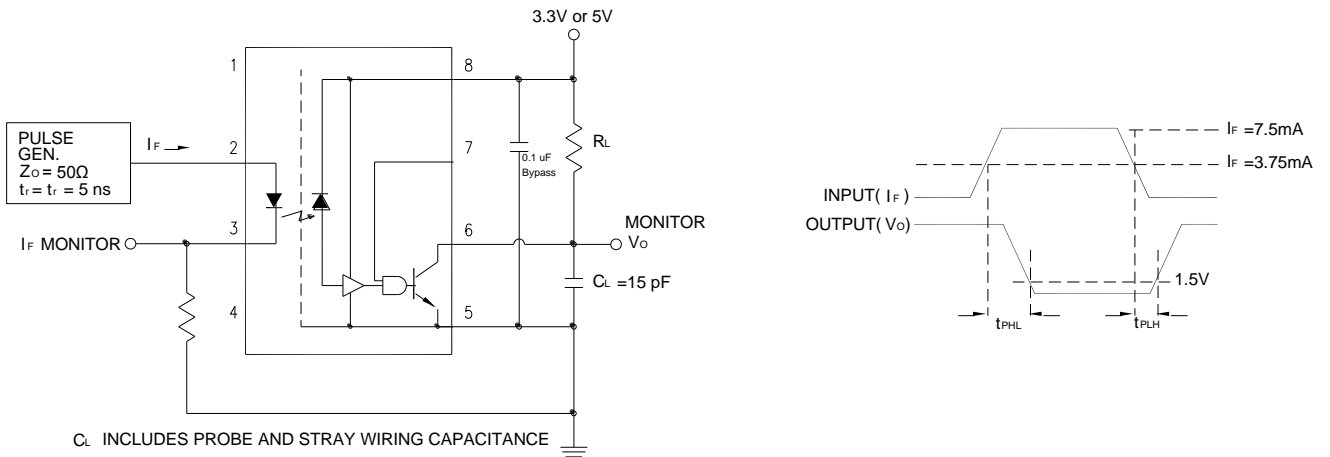 3.3V or 5V
1
8
PULSE
GEN.
Zo = 50Ω
tr = tr = 5 ns
IF
2
7
0.1 uF
Bypass
RL
3
6
MONITOR
Vo
IF MONITOR
CL =15 pF
4
5
CL INCLUDES PROBE AND STRAY WIRING CAPACITANCE
IF =7.5mA
IF =3.75mA
INPUT( IF )
OUTPUT( Vo)
1.5V
tPHL
tPLH